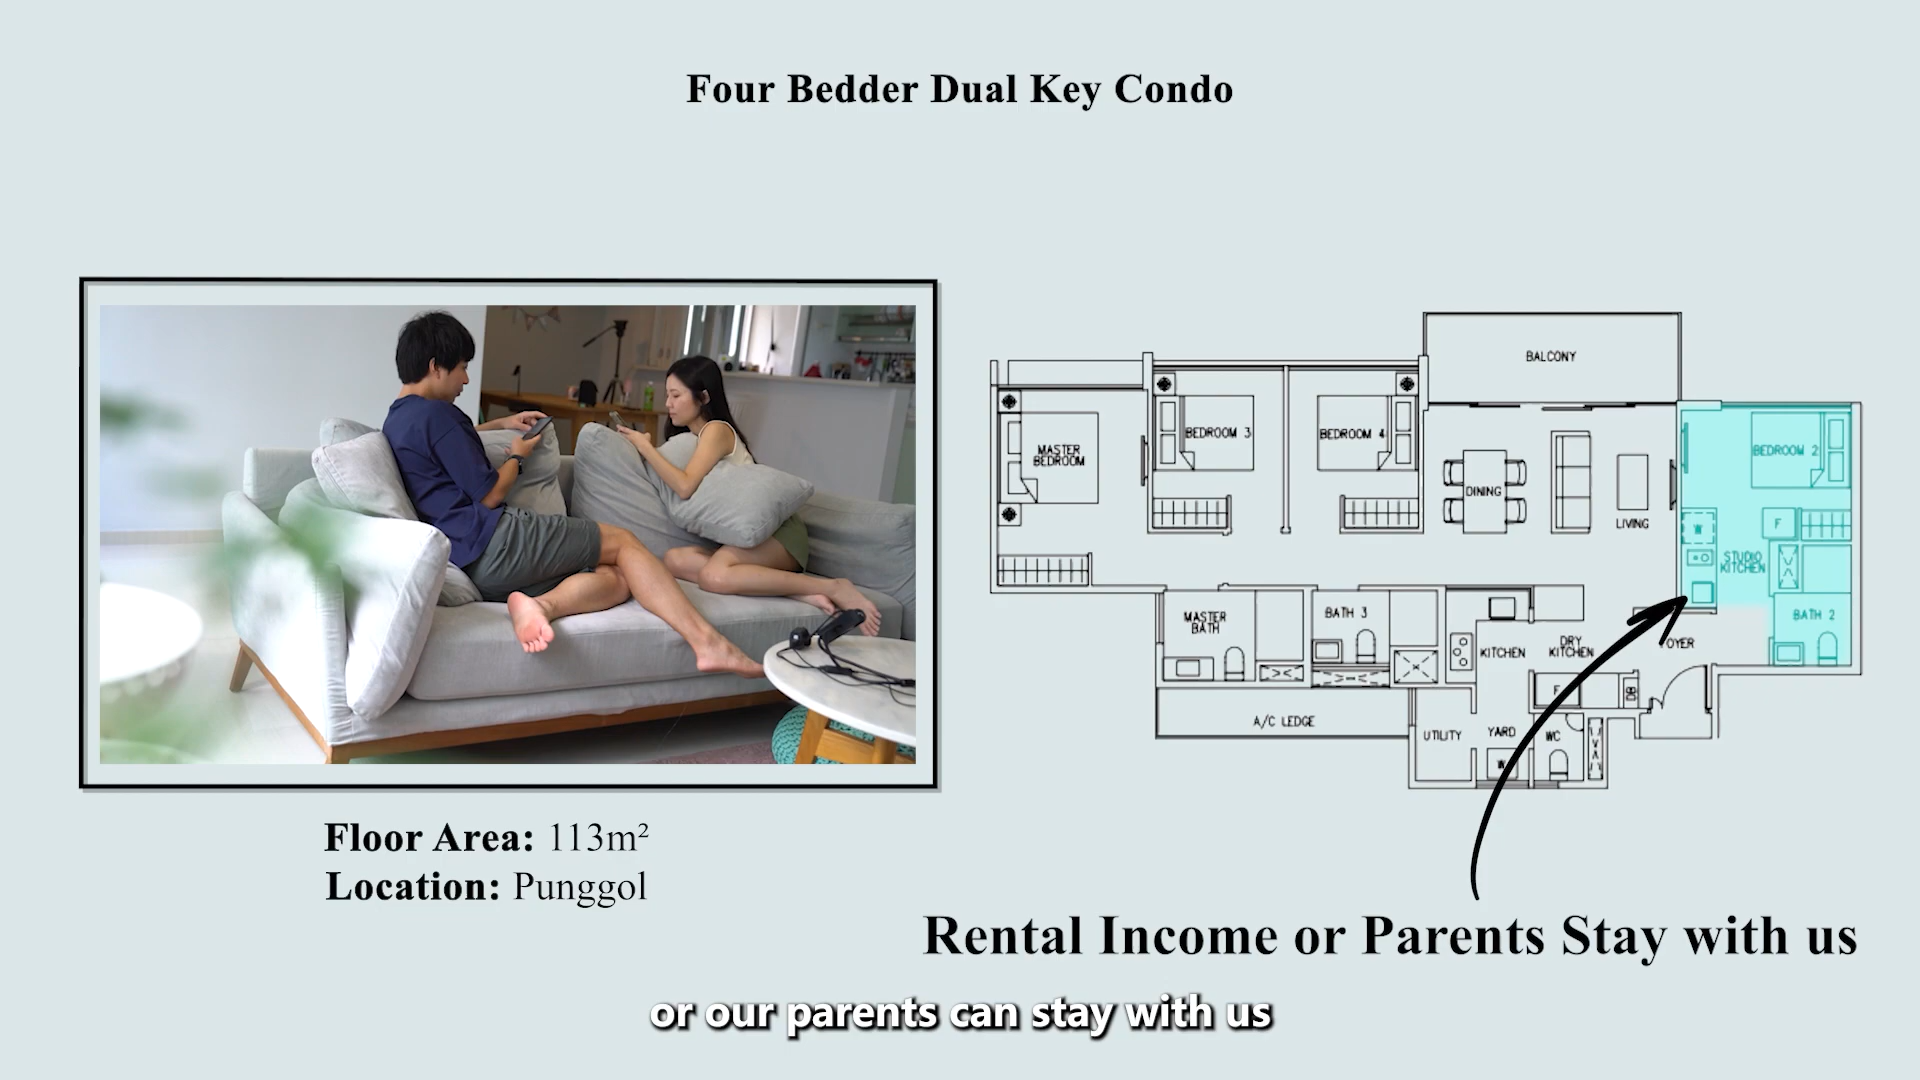 Four Bedder Dual Key Condo
BALCONY
MASTER
BEDROOM
BEDROOM 3
BEDROOM 4
BEDROOM 2
DINING
LIVING
W
F
STUDIO
KITCHEN
MASTER
BATH
BATH 3
BATH 2
KITCHEN
DRY
KITCHEN
FOYER
F
DB
A/C LEDGE
UTILITY
YARD
WC
W
Floor Area: 113m²
Location: Punggol
Rental Income or Parents Stay with us
or our parents can stay with us